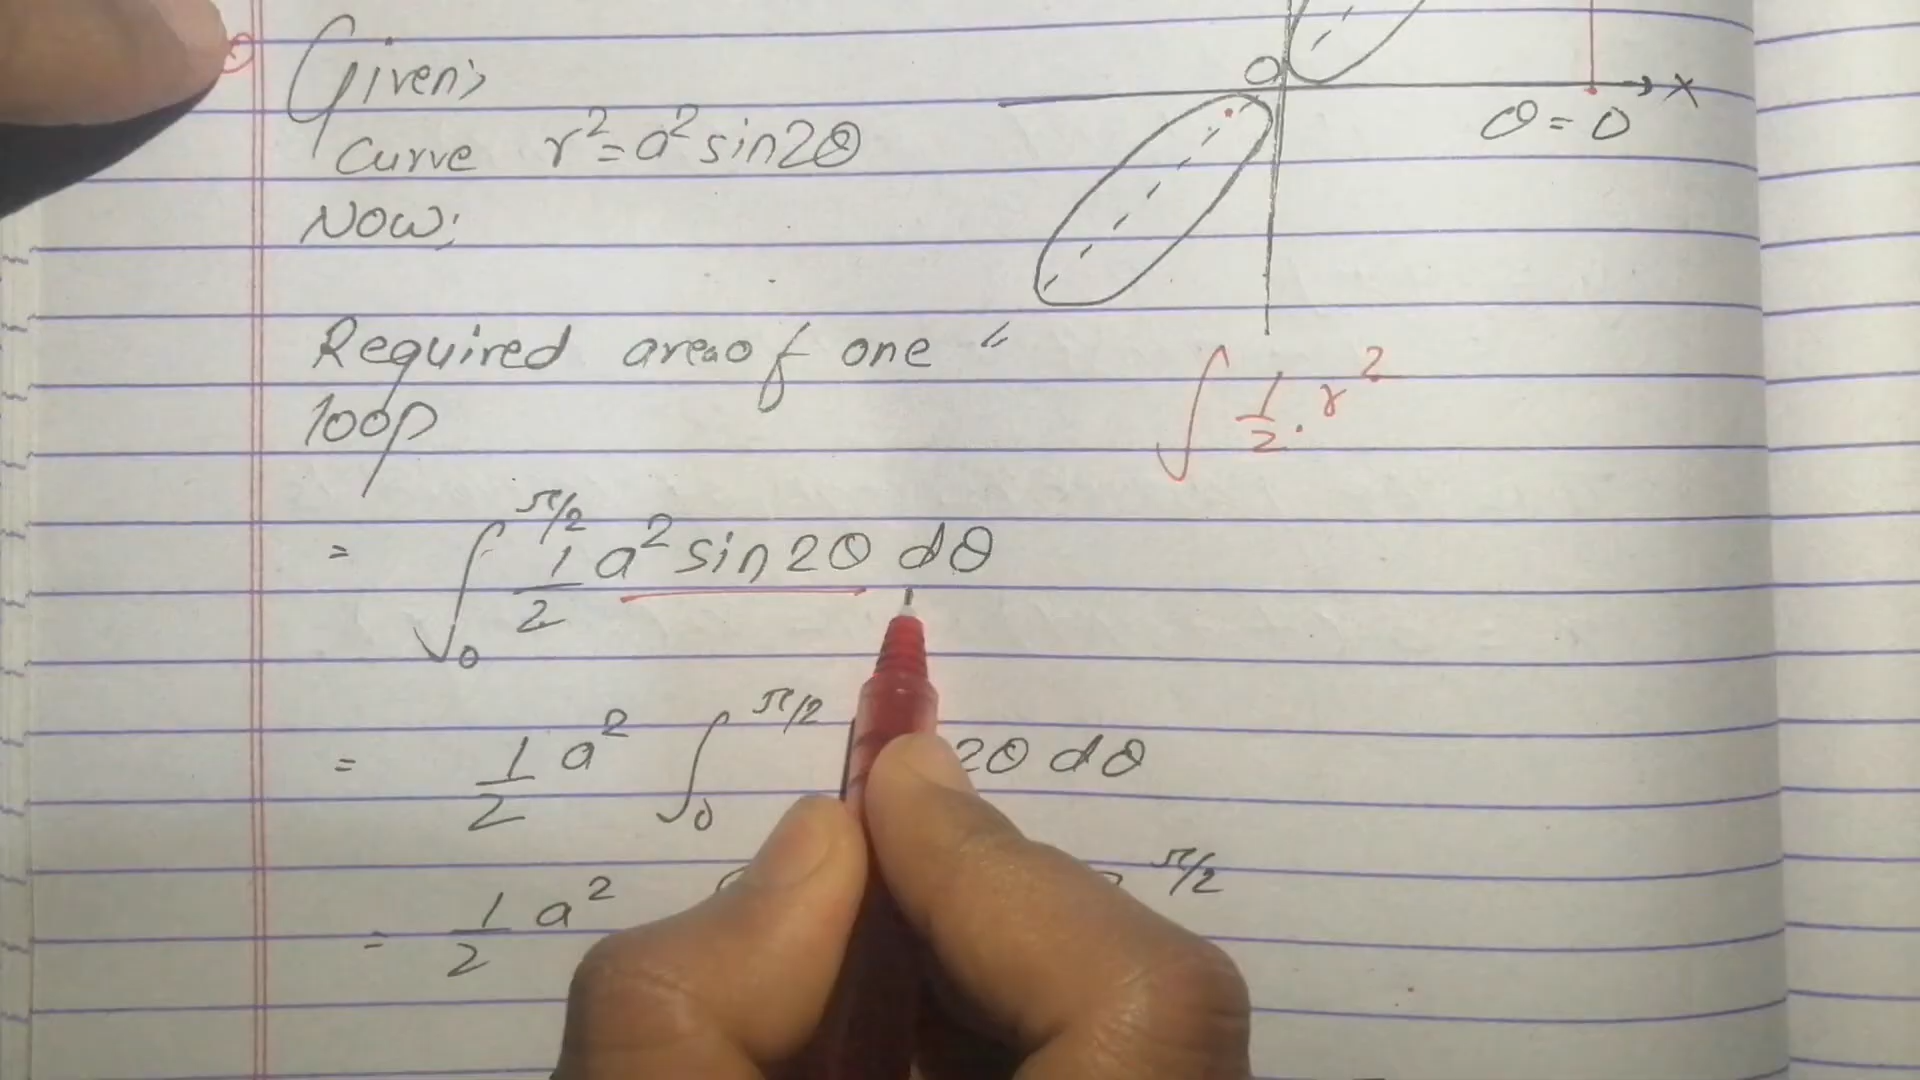 Given:
Curve r² = a² sin2θ
Now:
O
X
θ = 0
Required area of one "
loop
∫ 1/2 . r²
= ∫₀^π/2 1/2 a² sin2θ dθ
= 1/2 a² ∫₀^π/2 2θ dθ
= 1/2 a² π/2